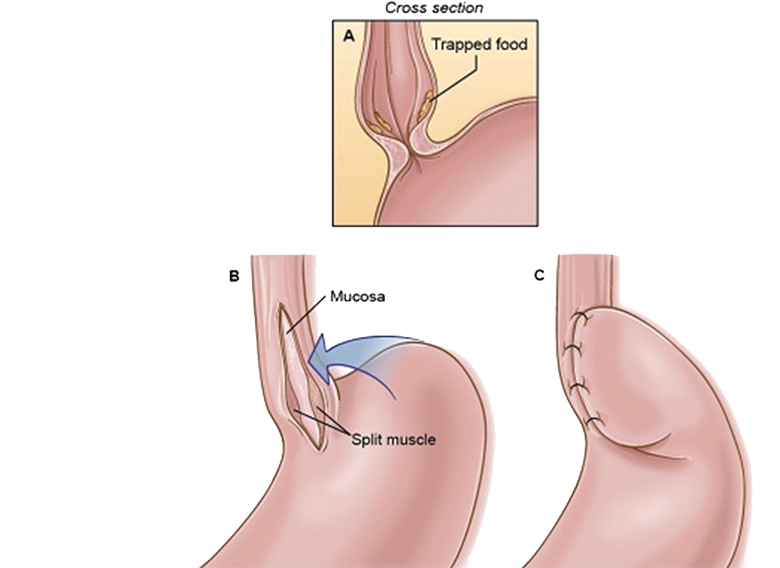 Cross section
A
Trapped food
B
C
Mucosa
Split muscle